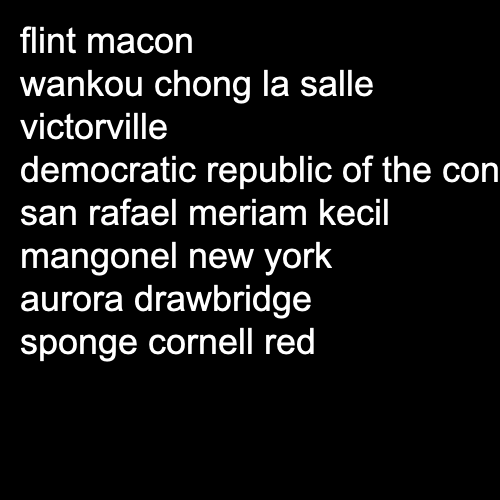 flint macon
wankou chong la salle
victorville
democratic republic of the con
san rafael meriam kecil
mangonel new york
aurora drawbridge
sponge cornell red